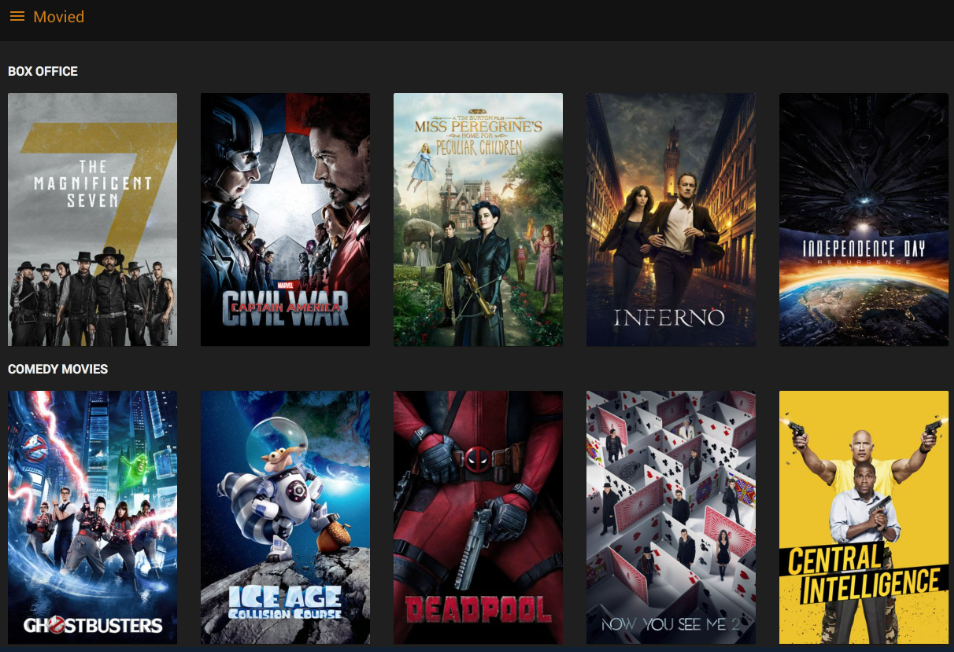 Movied
BOX OFFICE
THE
MAGNIFICENT
SEVEN
MARVEL
CAPTAIN AMERICA
CIVIL WAR
A TIM BURTON FILM
MISS PEREGRINE'S
HOME FOR
PECULIAR CHILDREN
INFERNO
INDEPENDENCE DAY
RESURGENCE
COMEDY MOVIES
GHOSTBUSTERS
ICE AGE
COLLISION COURSE
DEADPOOL
NOW YOU SEE ME 2
CENTRAL
INTELLIGENCE